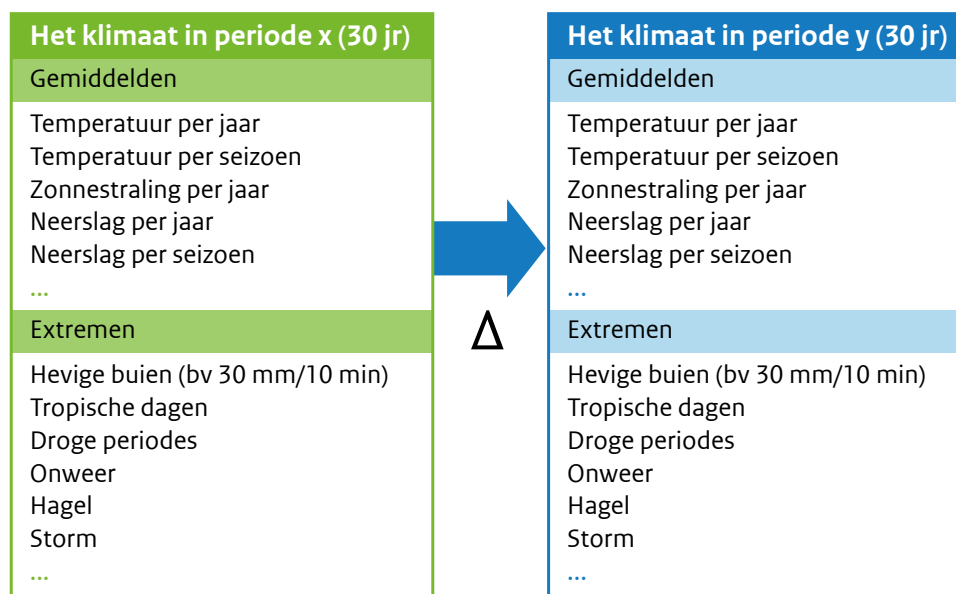 Het klimaat in periode x (30 jr)
Gemiddelden
Temperatuur per jaar
Temperatuur per seizoen
Zonnestraling per jaar
Neerslag per jaar
Neerslag per seizoen
...
Extremen
Hevige buien (bv 30 mm/10 min)
Tropische dagen
Droge periodes
Onweer
Hagel
Storm
...
Δ
Het klimaat in periode y (30 jr)
Gemiddelden
Temperatuur per jaar
Temperatuur per seizoen
Zonnestraling per jaar
Neerslag per jaar
Neerslag per seizoen
...
Extremen
Hevige buien (bv 30 mm/10 min)
Tropische dagen
Droge periodes
Onweer
Hagel
Storm
...